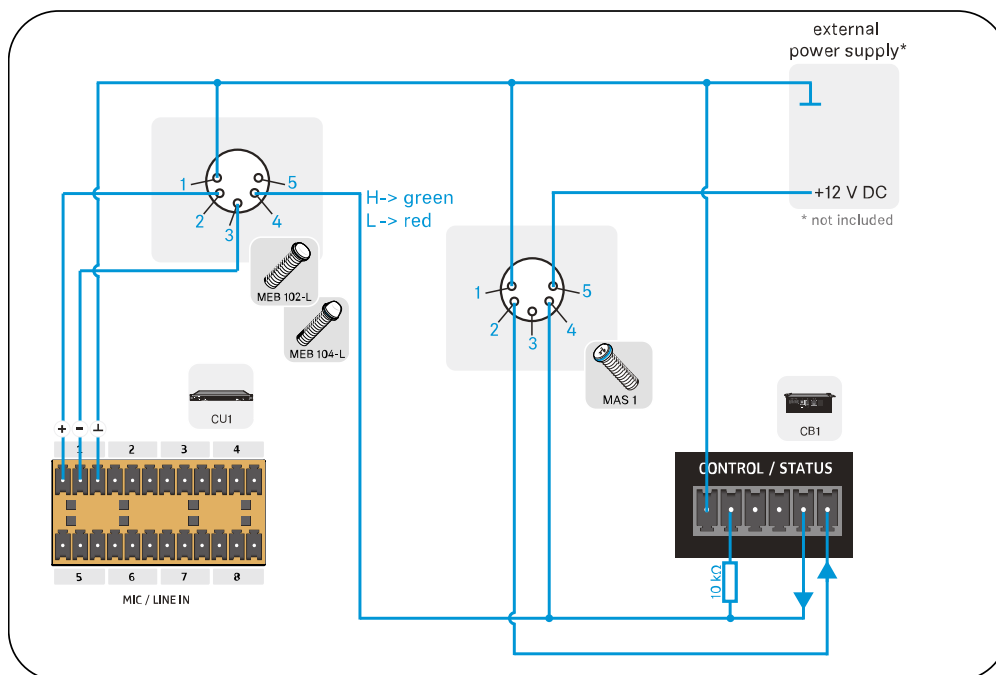 external
power supply*
+12 V DC
* not included
1
2
3
4
5
H-> green
L-> red
MEB 102-L
MEB 104-L
1
2
3
4
5
MAS 1
CU1
CB1
+ – ⊥
1 2 3 4
5 6 7 8
MIC / LINE IN
CONTROL / STATUS
10 kΩ